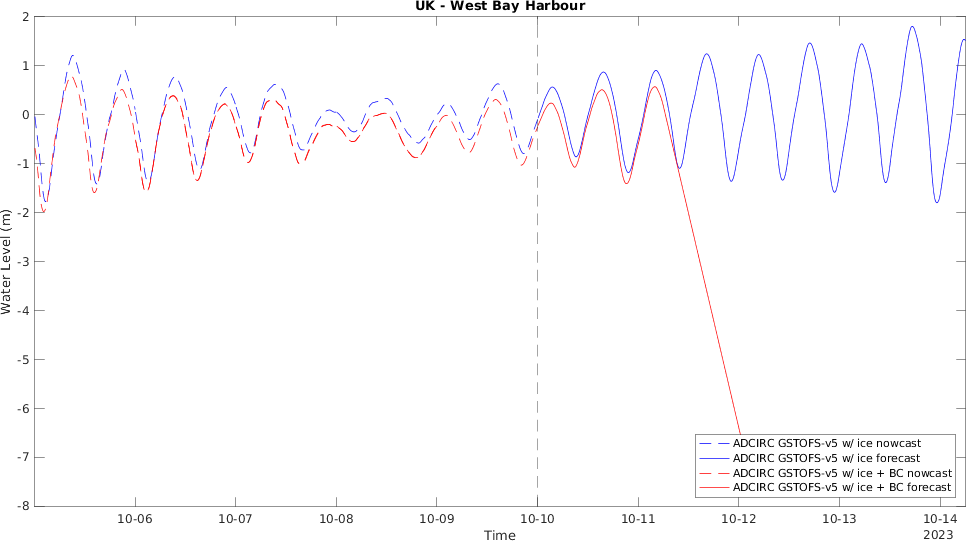 UK - West Bay Harbour
2
1
0
-1
-2
-3
-4
-5
-6
-7
-8
Water Level (m)
ADCIRC GSTOFS-v5 w/ ice nowcast
ADCIRC GSTOFS-v5 w/ ice forecast
ADCIRC GSTOFS-v5 w/ ice + BC nowcast
ADCIRC GSTOFS-v5 w/ ice + BC forecast
10-06 10-07 10-08 10-09 10-10 10-11 10-12 10-13 10-14
2023
Time